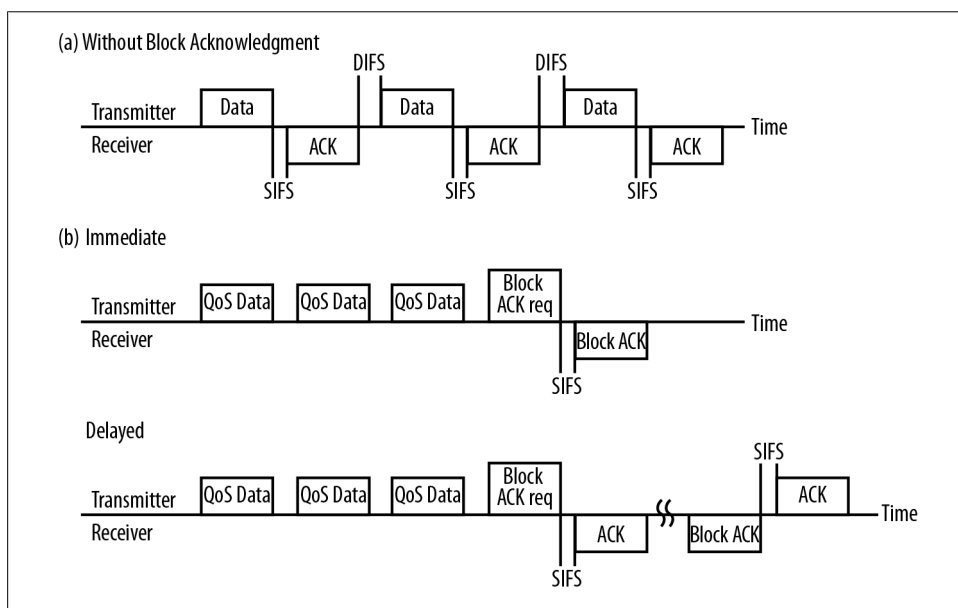 (a) Without Block Acknowledgment
DIFS
DIFS
Transmitter
Data
Data
Data
Time
Receiver
ACK
ACK
ACK
SIFS
SIFS
SIFS
(b) Immediate
Transmitter
QoS Data
QoS Data
QoS Data
Block
ACK req
Time
Receiver
Block ACK
SIFS
Delayed
SIFS
Transmitter
QoS Data
QoS Data
QoS Data
Block
ACK req
ACK
Time
Receiver
ACK
Block ACK
SIFS